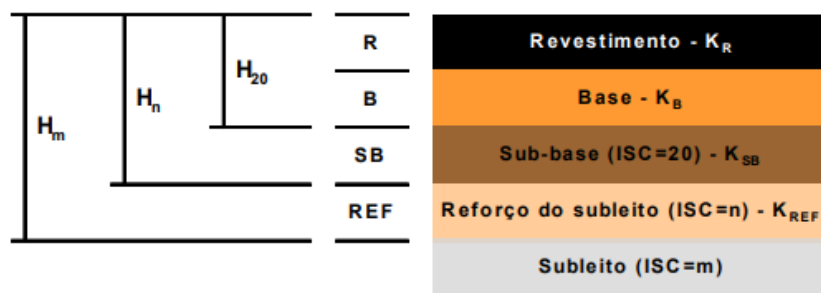 R
H20
B
Hn
Hm
SB
REF
Revestimento - KR
Base - KB
Sub-base (ISC=20) - KSB
Reforço do subleito (ISC=n) - KREF
Subleito (ISC=m)